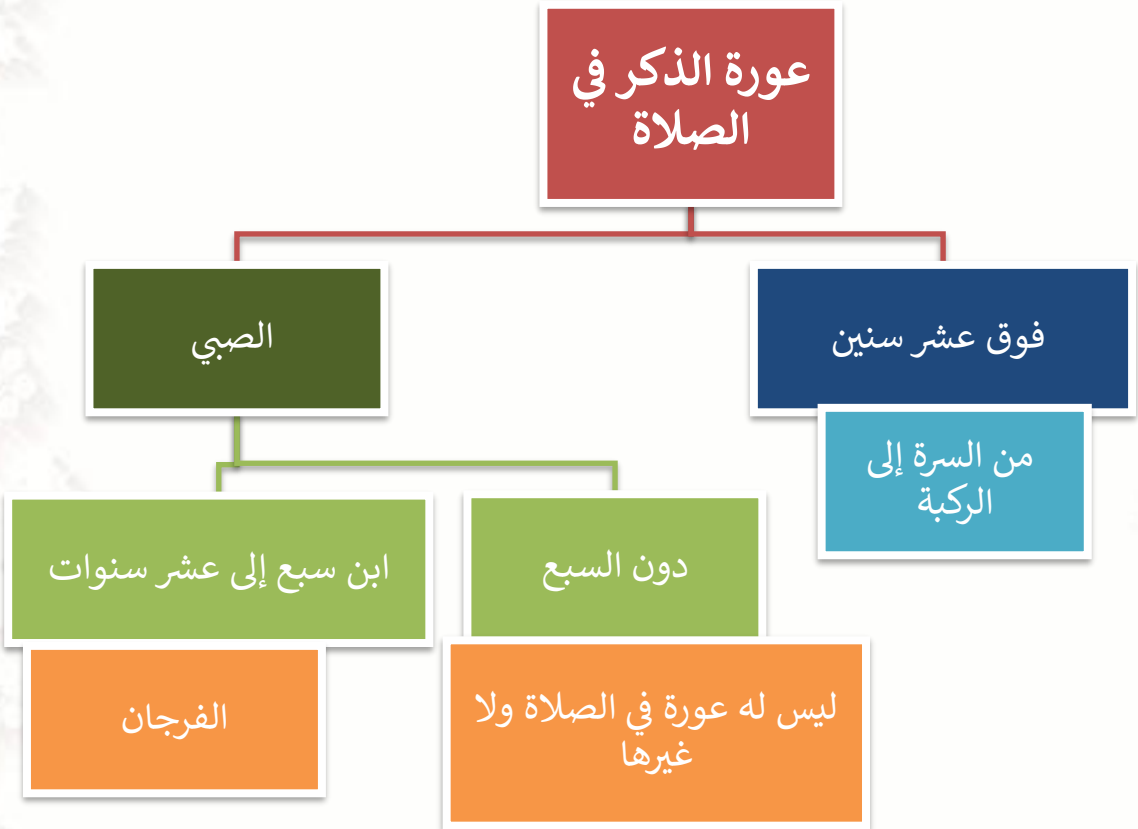 عورة الذكر في
الصلاة
فوق عشر سنين
من السرة إلى
الركبة
الصبي
دون السبع
ليس له عورة في الصلاة ولا
غيرها
ابن سبع إلى عشر سنوات
الفرجان